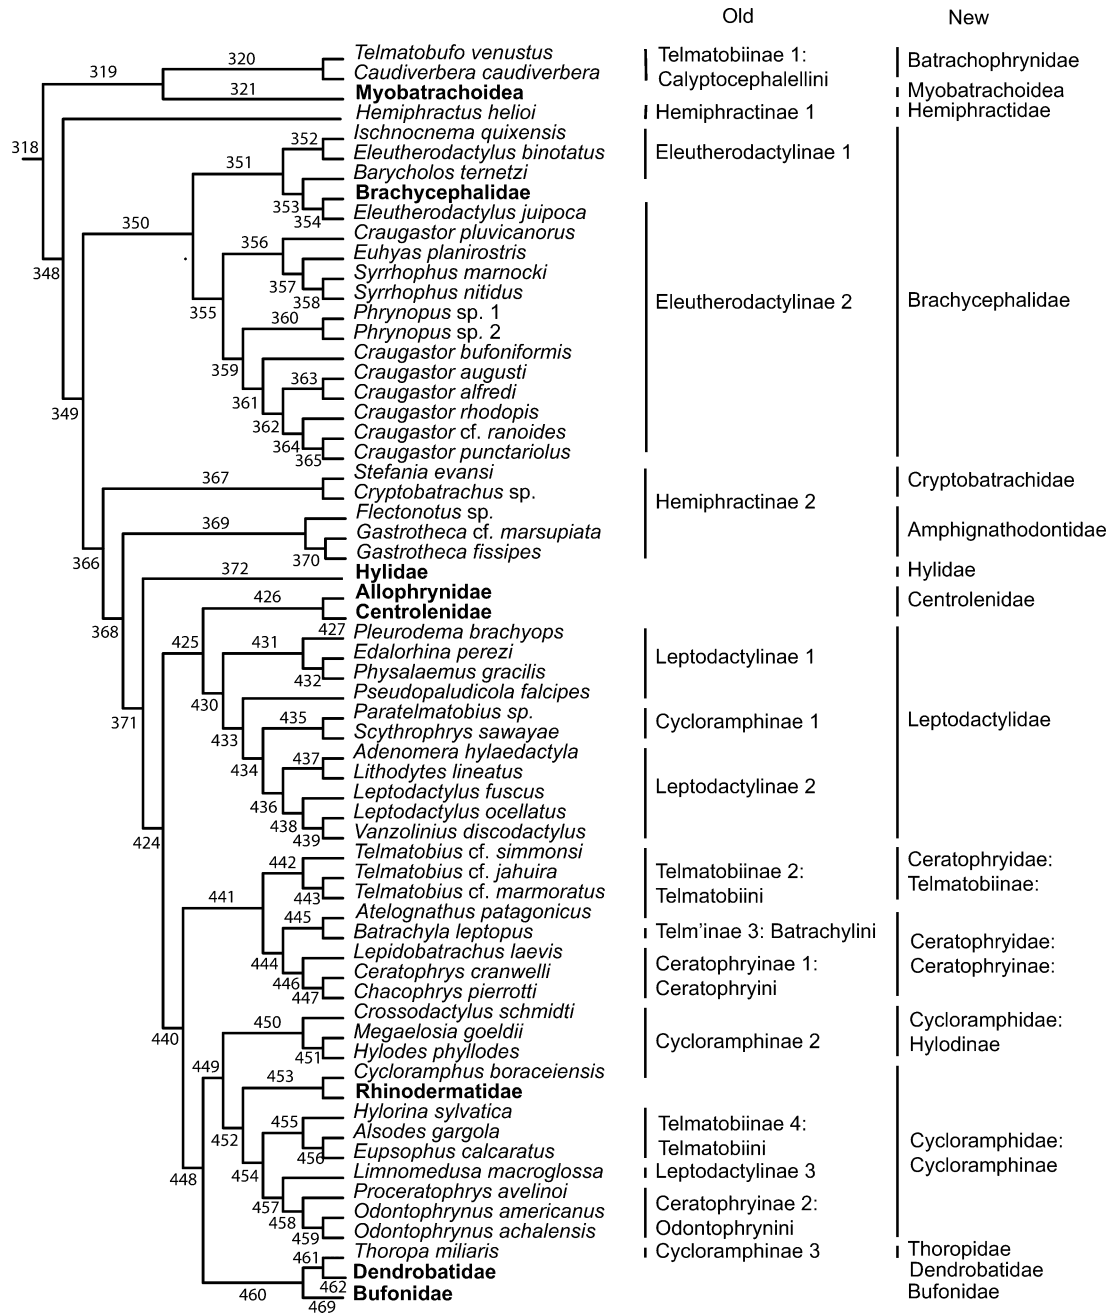 Old
New
Telmatobufo venustus
Caudiverbera caudiverbera
Myobatrachoidea
Hemiphractus helioi
Ischnocnema quixensis
Eleutherodactylus binotatus
Barycholos ternetzi
Brachycephalidae
Eleutherodactylus juipoca
Craugastor pluvicanorus
Euhyas planirostris
Syrrhophus marnocki
Syrrhophus nitidus
Phrynopus sp. 1
Phrynopus sp. 2
Craugastor bufoniformis
Craugastor augusti
Craugastor alfredi
Craugastor rhodopis
Craugastor cf. ranoides
Craugastor punctariolus
Stefania evansi
Cryptobatrachus sp.
Flectonotus sp.
Gastrotheca cf. marsupiata
Gastrotheca fissipes
Hylidae
Allophrynidae
Centrolenidae
Pleurodema brachyops
Edalorhina perezi
Physalaemus gracilis
Pseudopaludicola falcipes
Paratelmatobius sp.
Scythrophrys sawayae
Adenomera hylaedactyla
Lithodytes lineatus
Leptodactylus fuscus
Leptodactylus ocellatus
Vanzolinius discodactylus
Telmatobius cf. simmonsi
Telmatobius cf. jahuira
Telmatobius cf. marmoratus
Atelognathus patagonicus
Batrachyla leptopus
Lepidobatrachus laevis
Ceratophrys cranwelli
Chacophrys pierrotti
Crossodactylus schmidti
Megaelosia goeldii
Hylodes phyllodes
Cycloramphus boraceiensis
Rhinodermatidae
Hylorina sylvatica
Alsodes gargola
Eupsophus calcaratus
Limnomedusa macroglossa
Proceratophrys avelinoi
Odontophrynus americanus
Odontophrynus achalensis
Thoropa miliaris
Dendrobatidae
Bufonidae
Telmatobiinae 1:
Calyptocephalellini
Hemiphractinae 1
Eleutherodactylinae 1
Eleutherodactylinae 2
Hemiphractinae 2
Leptodactylinae 1
Cycloramphinae 1
Leptodactylinae 2
Telmatobiinae 2:
Telmatobiini
Telm'inae 3: Batrachylini
Ceratophryinae 1:
Ceratophryini
Cycloramphinae 2
Telmatobiinae 4:
Telmatobiini
Leptodactylinae 3
Ceratophryinae 2:
Odontophrynini
Cycloramphinae 3
Batrachophrynidae
Myobatrachoidea
Hemiphractidae
Brachycephalidae
Cryptobatrachidae
Amphignathodontidae
Hylidae
Centrolenidae
Leptodactylidae
Ceratophryidae:
Telmatobiinae:
Ceratophryidae:
Ceratophryinae:
Cycloramphidae:
Hylodinae
Cycloramphidae:
Cycloramphinae
Thoropidae
Dendrobatidae
Bufonidae
318
319
320
321
348
349
350
351
352
353
354
355
356
357
358
359
360
361
362
363
364
365
366
367
368
369
370
371
372
424
425
426
427
430
431
432
433
434
435
436
437
438
439
440
441
442
443
444
445
446
447
448
449
450
451
452
453
454
455
456
457
458
459
460
461
462
469